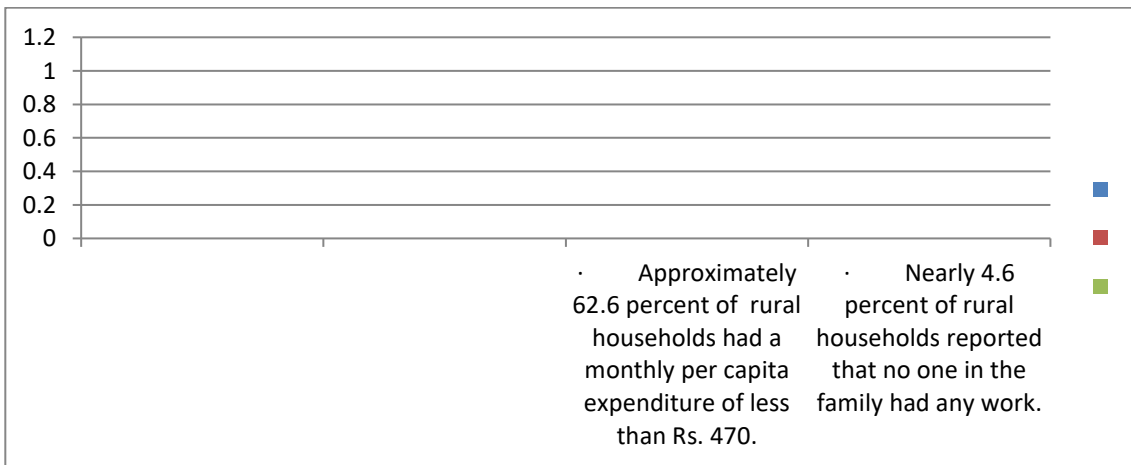 1.2
1
0.8
0.6
0.4
0.2
0
· Approximately
62.6 percent of rural
households had a
monthly per capita
expenditure of less
than Rs. 470.
· Nearly 4.6
percent of rural
households reported
that no one in the
family had any work.